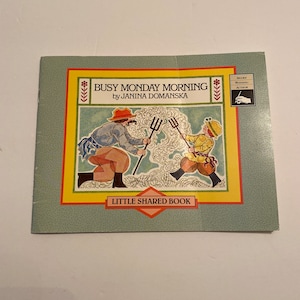 BUSY MONDAY MORNING
by JANINA DOMANSKA
LITTLE SHARED BOOK